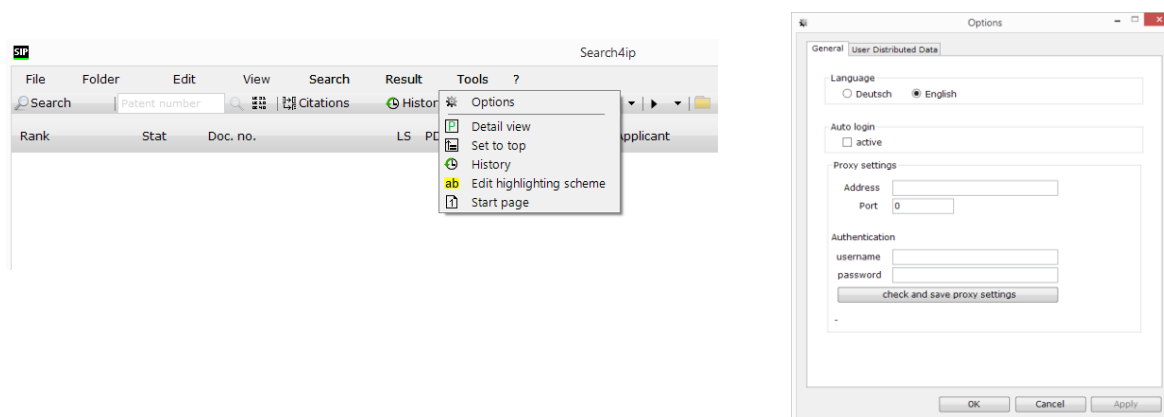 SIP Search4ip
File Folder Edit View Search Result Tools ?
Search Patent number Citations Histor
Rank Stat Doc. no. LS PD Applicant
Options
Detail view
Set to top
History
ab Edit highlighting scheme
Start page
Options
General User Distributed Data
Language
Deutsch English
Auto login
active
Proxy settings
Address
Port 0
Authentication
username
password
check and save proxy settings
-
OK Cancel Apply